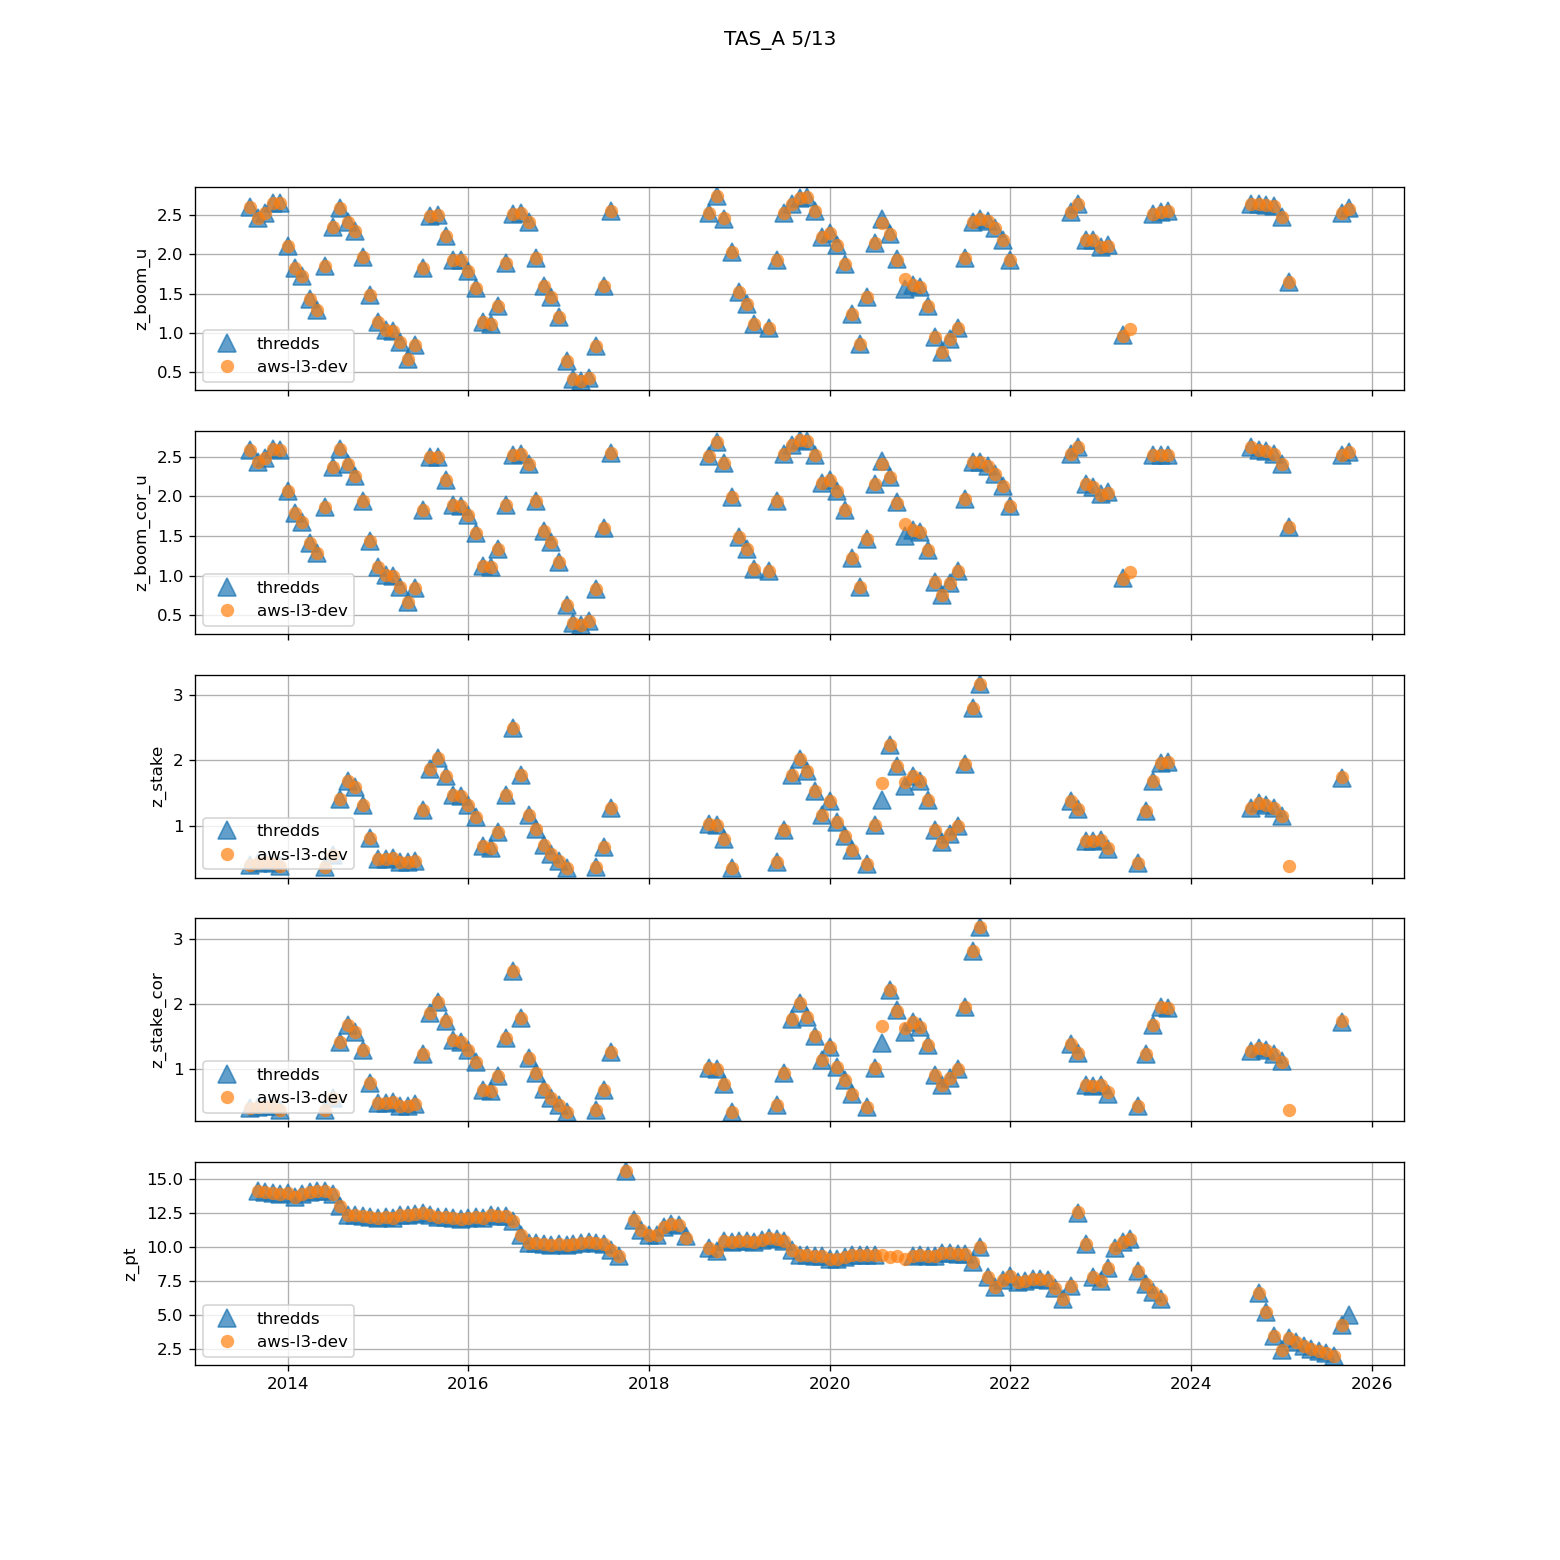 TAS_A 5/13
z_boom_u
2.5
2.0
1.5
1.0
0.5
thredds
aws-l3-dev
z_boom_cor_u
2.5
2.0
1.5
1.0
0.5
thredds
aws-l3-dev
z_stake
3
2
1
thredds
aws-l3-dev
z_stake_cor
3
2
1
thredds
aws-l3-dev
z_pt
15.0
12.5
10.0
7.5
5.0
2.5
thredds
aws-l3-dev
2014 2016 2018 2020 2022 2024 2026